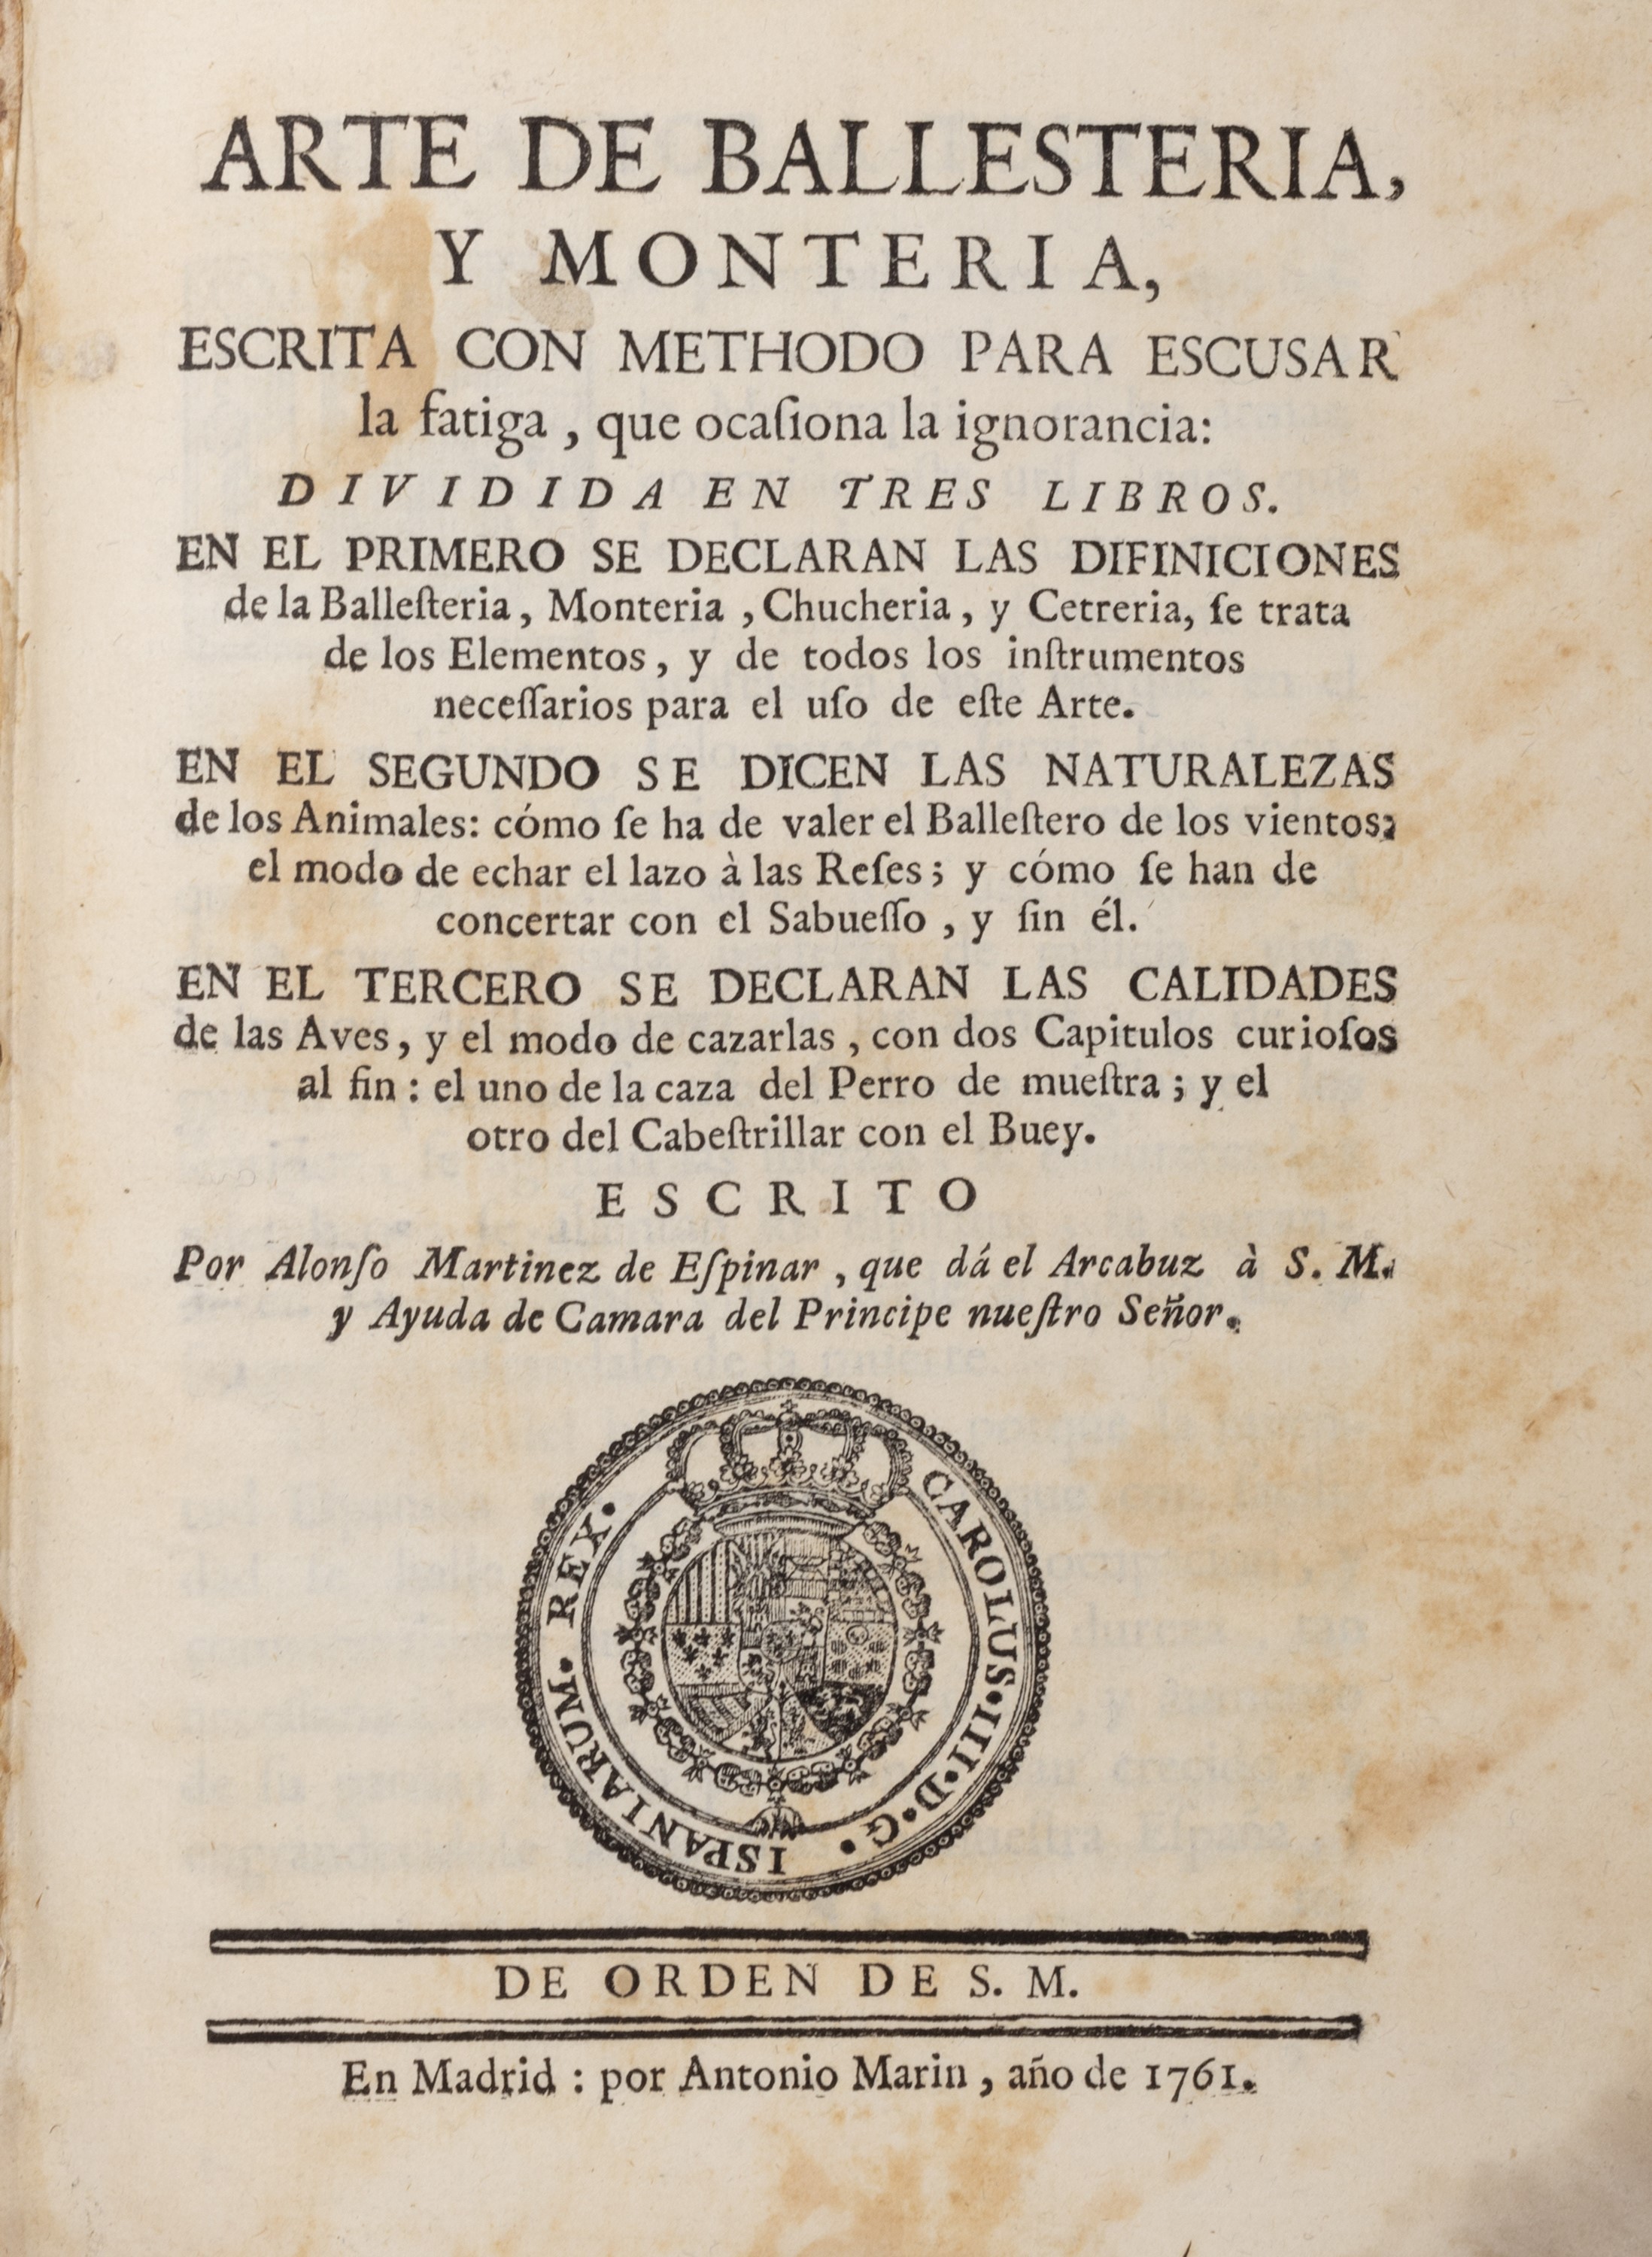 ARTE DE BALLESTERIA,
Y MONTERIA,
ESCRITA CON METHODO PARA ESCUSAR
la fatiga , que ocaſiona la ignorancia:
DIVIDIDA EN TRES LIBROS.
EN EL PRIMERO SE DECLARAN LAS DIFINICIONES
de la Balleſteria , Monteria , Chucheria , y Cetreria, ſe trata
de los Elementos , y de todos los inſtrumentos
neceſſarios para el uſo de eſte Arte.
EN EL SEGUNDO SE DICEN LAS NATURALEZAS
de los Animales: cómo ſe ha de valer el Balleſtero de los vientos;
el modo de echar el lazo à las Reſes ; y cómo ſe han de
concertar con el Sabueſſo , y ſin él.
EN EL TERCERO SE DECLARAN LAS CALIDADES
de las Aves , y el modo de cazarlas , con dos Capitulos curioſos
al fin : el uno de la caza del Perro de mueſtra ; y el
otro del Cabeſtrillar con el Buey.
ESCRITO
Por Alonſo Martinez de Eſpinar , que dá el Arcabuz à S. M.
y Ayuda de Camara del Principe nueſtro Señor.
CAROLUS•III•D•G• ISPANIARUM• REX•
DE ORDEN DE S. M.
En Madrid : por Antonio Marin , año de 1761.